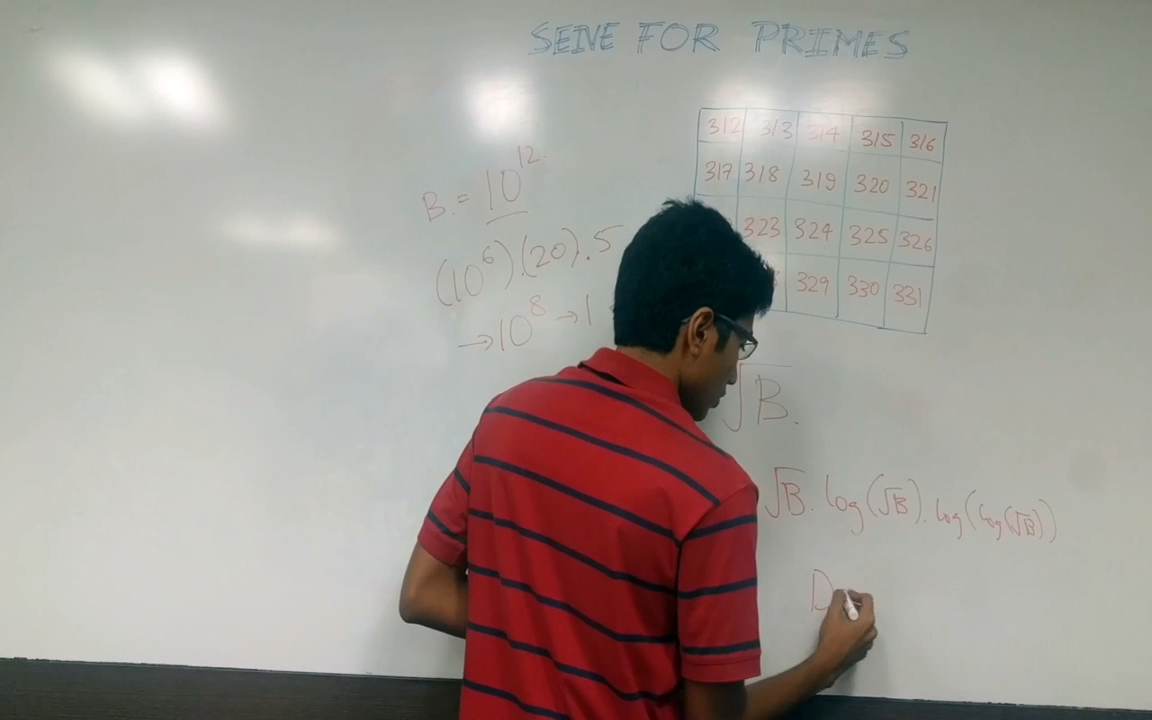 SEIVE FOR PRIMES
312 313 314 315 316
317 318 319 320 321
323 324 325 326
329 330 331
B = 10^12
(10^6).(20).5
→10^8 →1
√B.
√B. log(√B). log(log(√B))
D